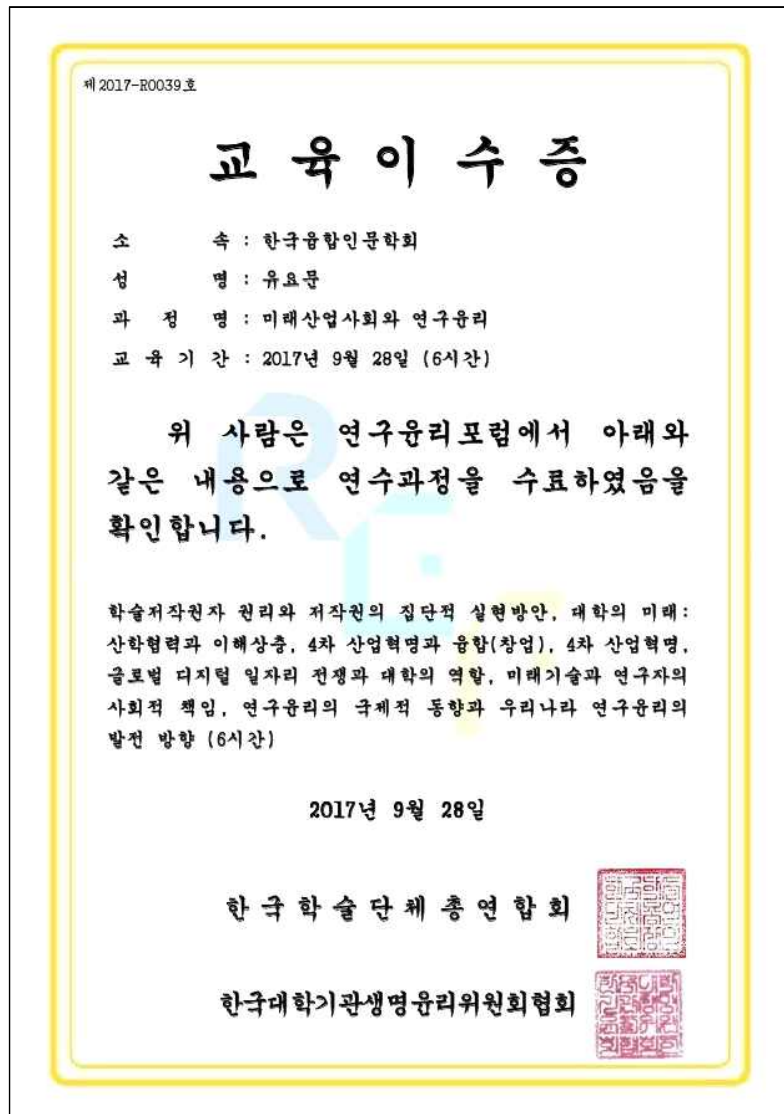 제2017-R0039호
교육이수증
소 속 : 한국융합인문학회
성 명 : 유요문
과 정 명 : 미래산업사회와 연구윤리
교 육 기 간 : 2017년 9월 28일 (6시간)
위 사람은 연구윤리포럼에서 아래와
같은 내용으로 연수과정을 수료하였음을
확인합니다.
학술저작권자 권리와 저작권의 집단적 실현방안, 대학의 미래:
산학협력과 이해상충, 4차 산업혁명과 융합(창업), 4차 산업혁명,
글로벌 디지털 일자리 전쟁과 대학의 역할, 미래기술과 연구자의
사회적 책임, 연구윤리의 국제적 동향과 우리나라 연구윤리의
발전 방향 (6시간)
2017년 9월 28일
한국학술단체총연합회
한국대학기관생명윤리위원회협회